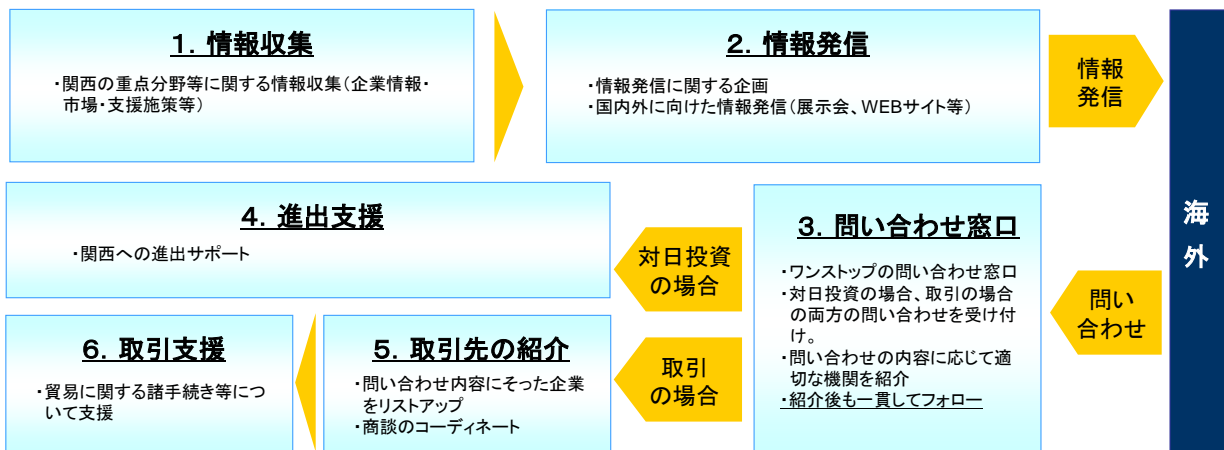 1. 情報収集
・関西の重点分野等に関する情報収集(企業情報・
市場・支援施策等)
2. 情報発信
・情報発信に関する企画
・国内外に向けた情報発信(展示会、WEBサイト等)
情報
発信
海
外
4. 進出支援
・関西への進出サポート
対日投資
の場合
3. 問い合わせ窓口
・ワンストップの問い合わせ窓口
・対日投資の場合、取引の場合
の両方の問い合わせを受け付
け。
・問い合わせの内容に応じて適
切な機関を紹介
・紹介後も一貫してフォロー
問い
合わせ
6. 取引支援
・貿易に関する諸手続き等につ
いて支援
5. 取引先の紹介
・問い合わせ内容にそった企業
をリストアップ
・商談のコーディネート
取引
の場合